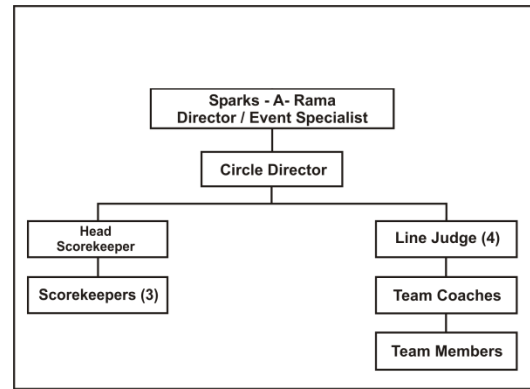 Sparks - A- Rama
Director / Event Specialist
Circle Director
Head
Scorekeeper
Line Judge (4)
Scorekeepers (3)
Team Coaches
Team Members